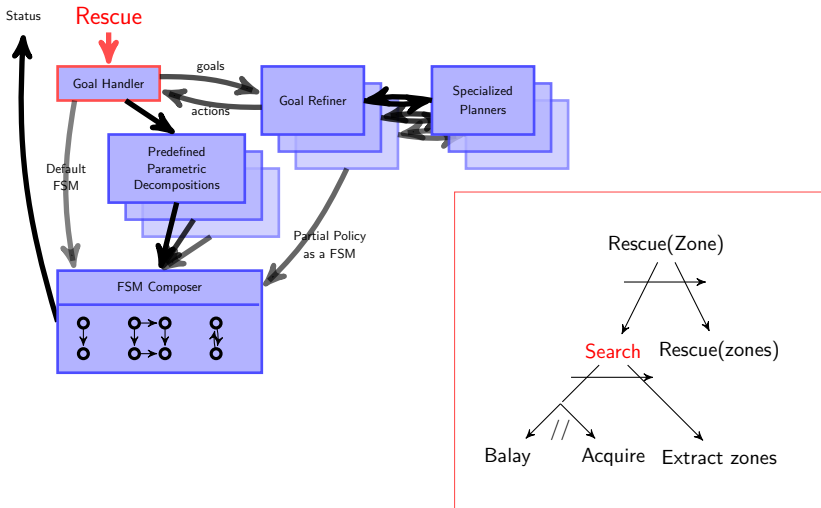 Status
Rescue
Goal Handler
goals
actions
Goal Refiner
Specialized
Planners
Default
FSM
Predefined
Parametric
Decompositions
Partial Policy
as a FSM
FSM Composer
Rescue(Zone)
Search
Rescue(zones)
//
Balay
Acquire
Extract zones